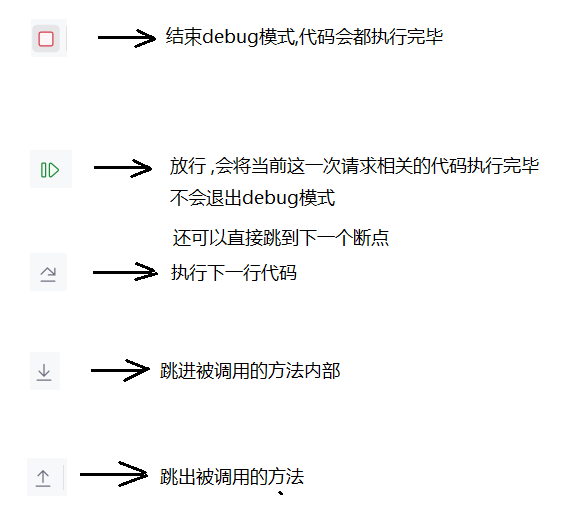 结束debug模式,代码会都执行完毕
放行 ,会将当前这一次请求相关的代码执行完毕
不会退出debug模式
还可以直接跳到下一个断点
执行下一行代码
跳进被调用的方法内部
跳出被调用的方法